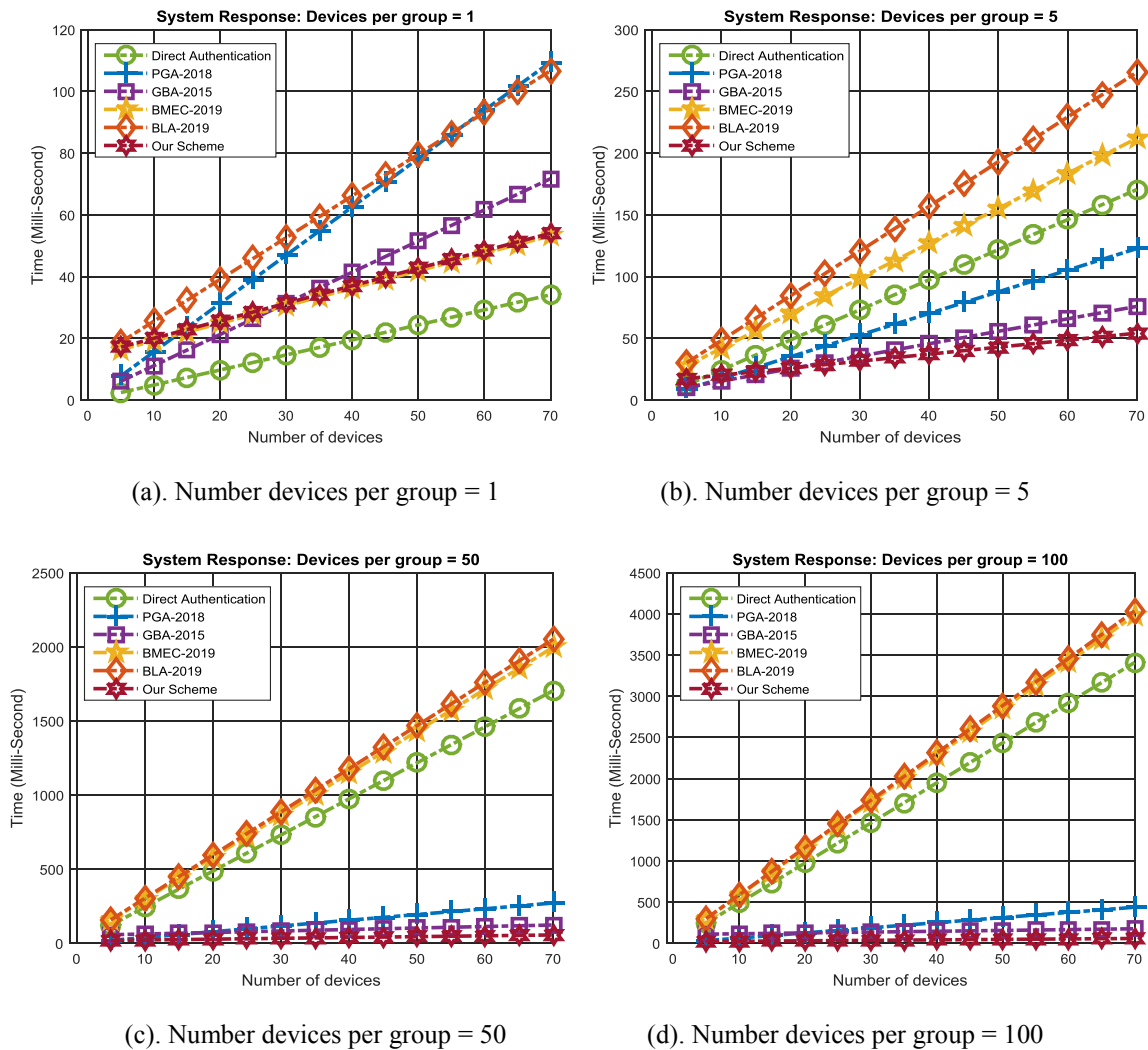 System Response: Devices per group = 1
120
100
80
60
40
20
0
Time (Milli-Second)
Direct Authentication
PGA-2018
GBA-2015
BMEC-2019
BLA-2019
Our Scheme
0 10 20 30 40 50 60 70
Number of devices
(a). Number devices per group = 1
System Response: Devices per group = 5
300
250
200
150
100
50
0
Time (Milli-Second)
Direct Authentication
PGA-2018
GBA-2015
BMEC-2019
BLA-2019
Our Scheme
0 10 20 30 40 50 60 70
Number of devices
(b). Number devices per group = 5
System Response: Devices per group = 50
2500
2000
1500
1000
500
0
Time (Milli-Second)
Direct Authentication
PGA-2018
GBA-2015
BMEC-2019
BLA-2019
Our Scheme
0 10 20 30 40 50 60 70
Number of devices
(c). Number devices per group = 50
System Response: Devices per group = 100
4500
4000
3500
3000
2500
2000
1500
1000
500
0
Time (Milli-Second)
Direct Authentication
PGA-2018
GBA-2015
BMEC-2019
BLA-2019
Our Scheme
0 10 20 30 40 50 60 70
Number of devices
(d). Number devices per group = 100